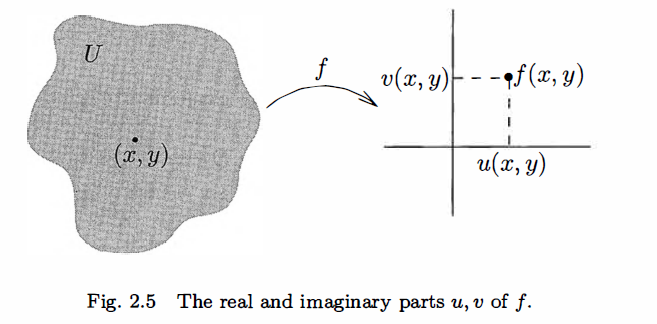 U
f
v(x, y)
f(x, y)
(x, y)
u(x, y)
Fig. 2.5 The real and imaginary parts u, v of f.